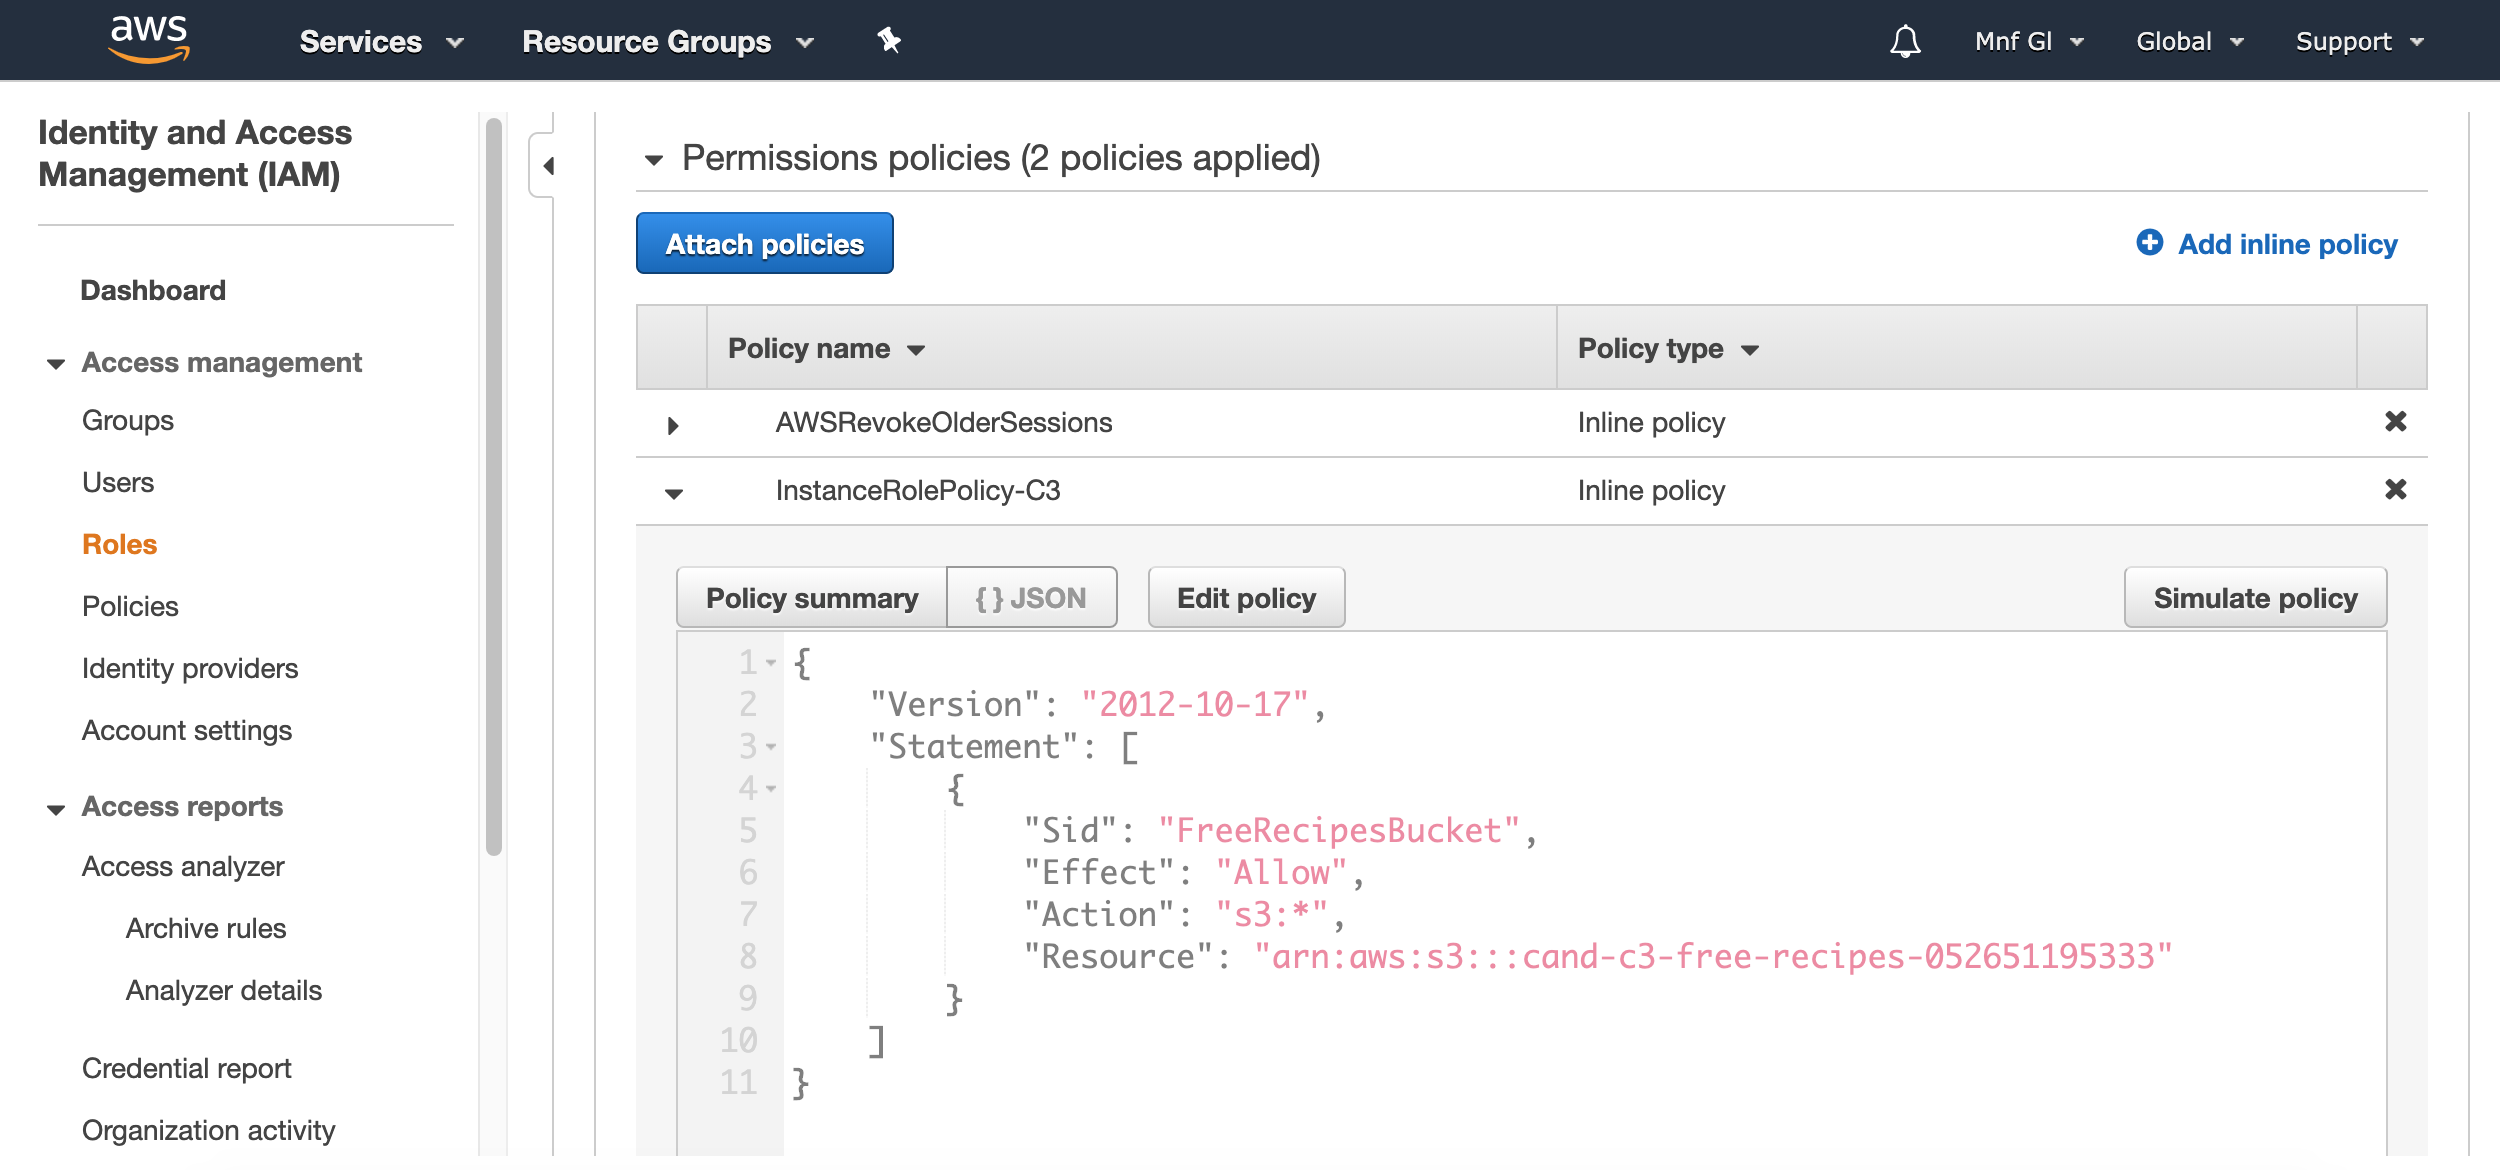 aws
Services
Resource Groups
Mnf Gl
Global
Support
Identity and Access
Management (IAM)
Dashboard
Access management
Groups
Users
Roles
Policies
Identity providers
Account settings
Access reports
Access analyzer
Archive rules
Analyzer details
Credential report
Organization activity
Permissions policies (2 policies applied)
Attach policies
Add inline policy
Policy name
Policy type
AWSRevokeOlderSessions
Inline policy
InstanceRolePolicy-C3
Inline policy
Policy summary
{ } JSON
Edit policy
Simulate policy
1 {
2 "Version": "2012-10-17",
3 "Statement": [
4 {
5 "Sid": "FreeRecipesBucket",
6 "Effect": "Allow",
7 "Action": "s3:*",
8 "Resource": "arn:aws:s3:::cand-c3-free-recipes-052651195333"
9 }
10 ]
11 }